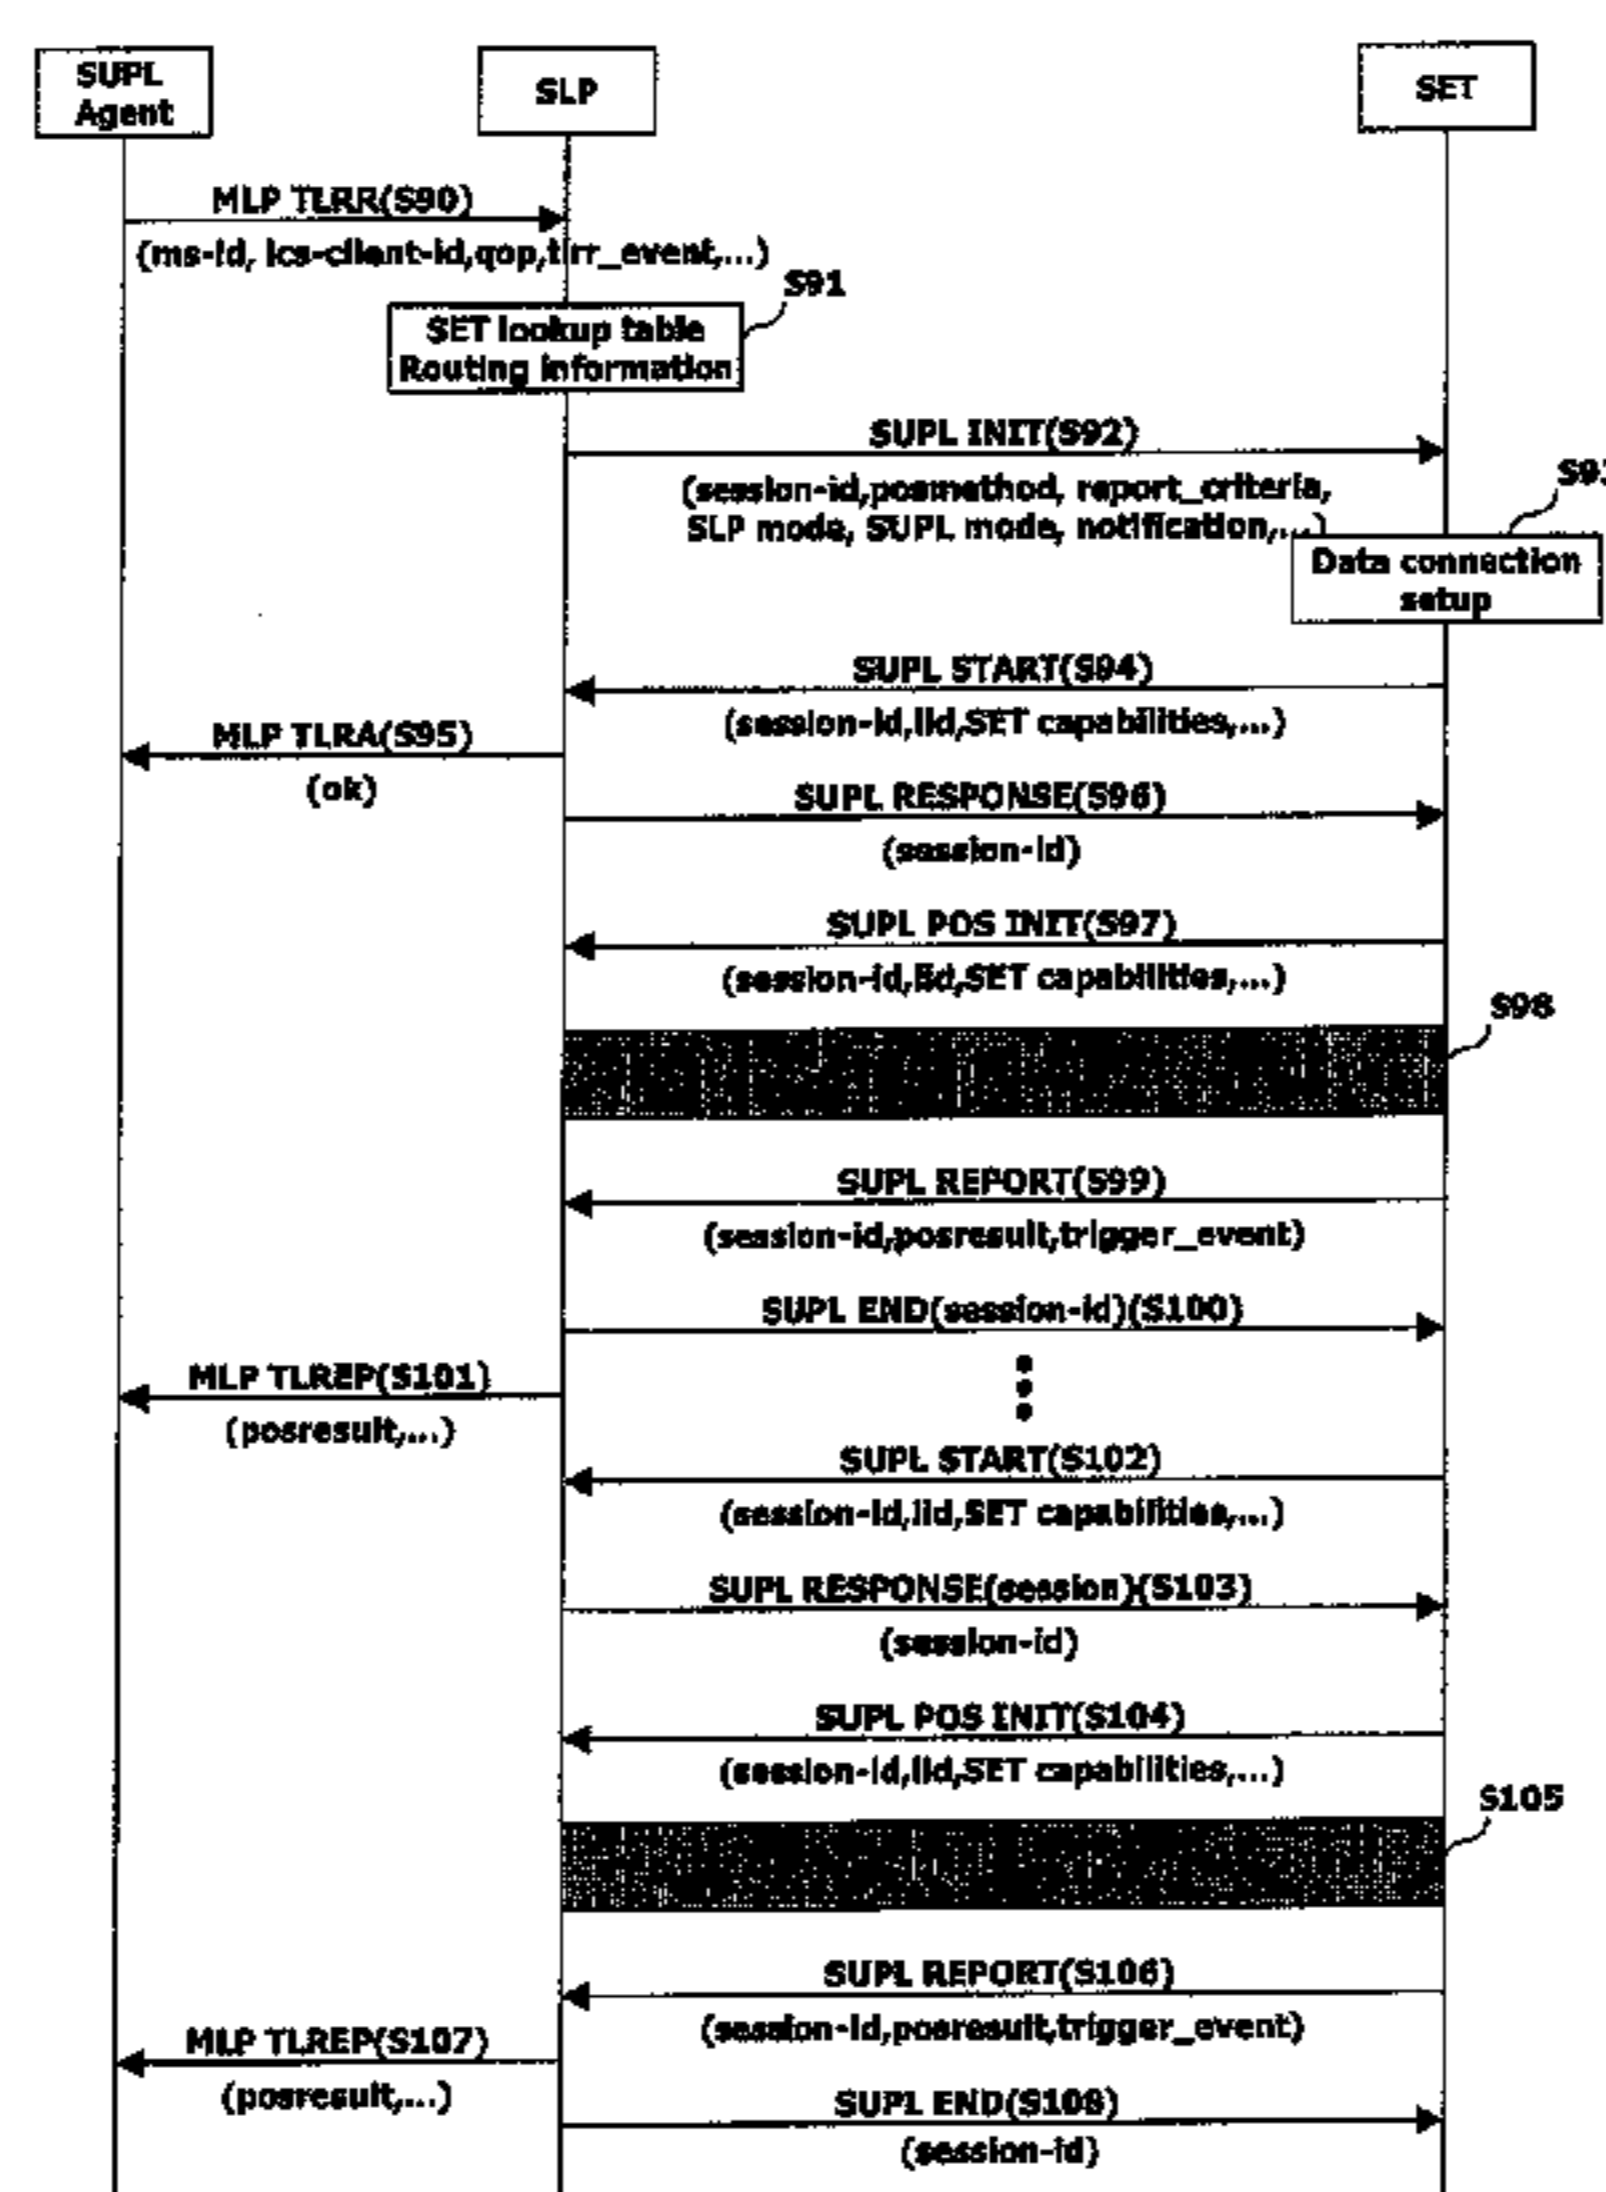 SUPL
Agent
SLP
SET
MLP TLRR(S90)
(ms-id, lcs-client-id,qop,tlrr_event,...)
S91
SET lookup table
Routing information
SUPL INIT(S92)
(session-id,posmethod, report_criteria,
SLP mode, SUPL mode, notification,...)
Data connection
setup
SUPL START(S94)
(session-id,lid,SET capabilities,...)
MLP TLRA(S95)
(ok)
SUPL RESPONSE(S96)
(session-id)
SUPL POS INIT(S97)
(session-id,lid,SET capabilities,...)
S98
SUPL REPORT(S99)
(session-id,posresult,trigger_event)
SUPL END(session-id)(S100)
MLP TLREP(S101)
(posresult,...)
SUPL START(S102)
(session-id,lid,SET capabilities,...)
SUPL RESPONSE(session)(S103)
(session-id)
SUPL POS INIT(S104)
(session-id,lid,SET capabilities,...)
S105
SUPL REPORT(S106)
(session-id,posresult,trigger_event)
MLP TLREP(S107)
(posresult,...)
SUPL END(S108)
(session-id)